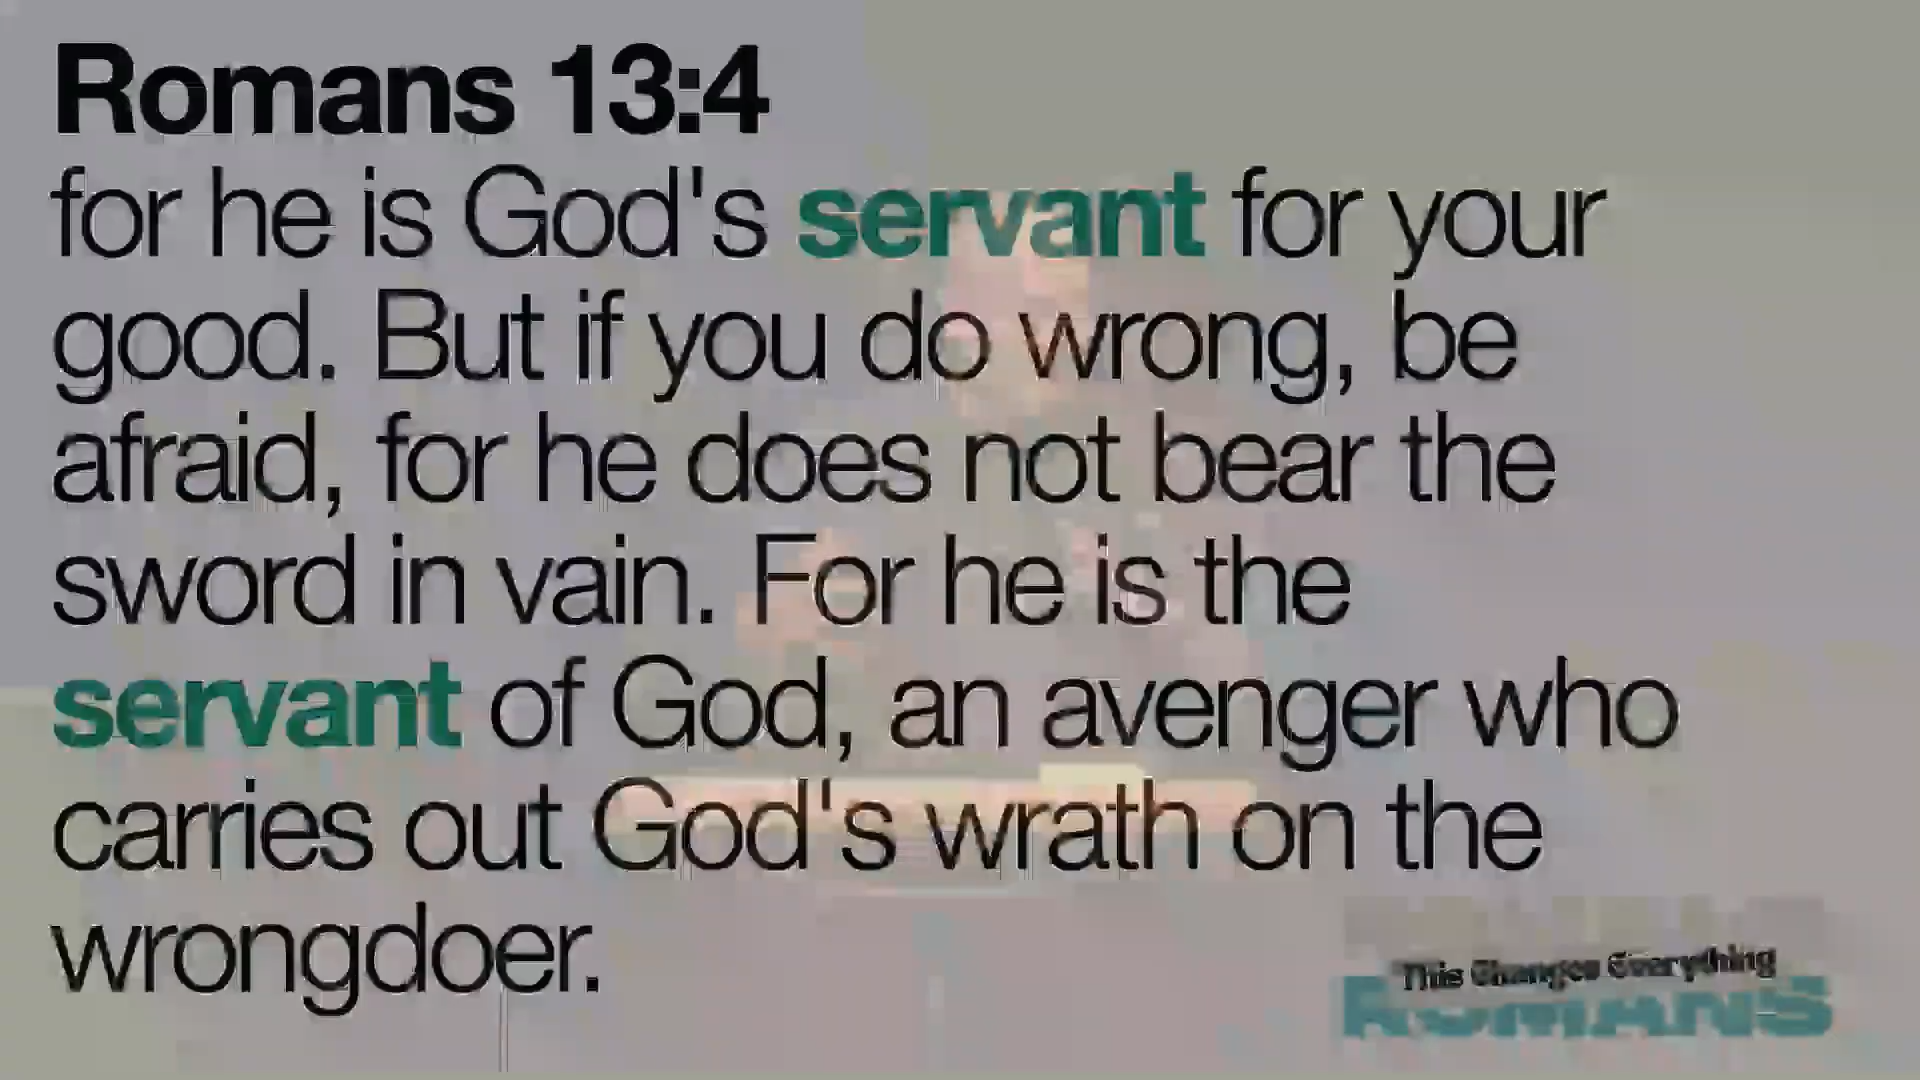 Romans 13:4
for he is God's servant for your
good. But if you do wrong, be
afraid, for he does not bear the
sword in vain. For he is the
servant of God, an avenger who
carries out God's wrath on the
wrongdoer.
This Changes Everything
ROMANS